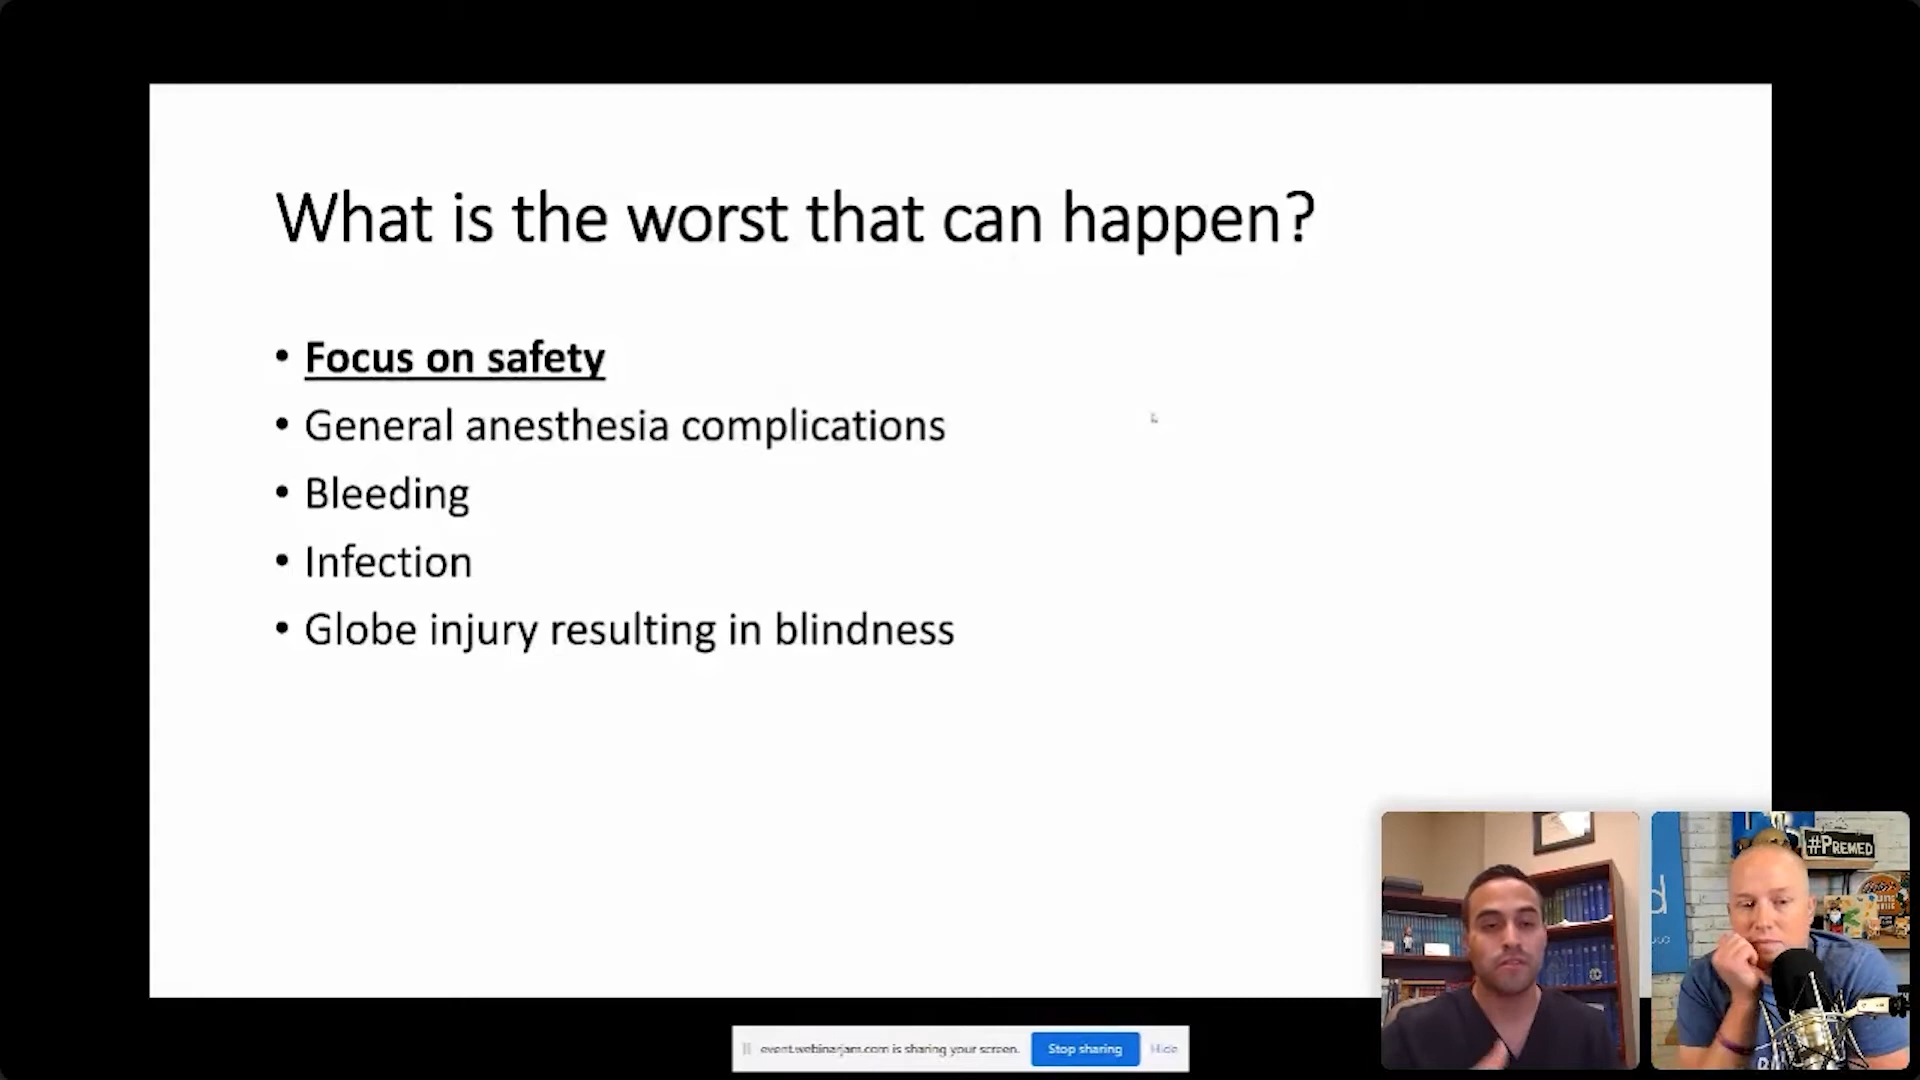 What is the worst that can happen?
• Focus on safety
• General anesthesia complications
• Bleeding
• Infection
• Globe injury resulting in blindness
#PREMED
d
event.webinarjam.com is sharing your screen.
Stop sharing
Hide